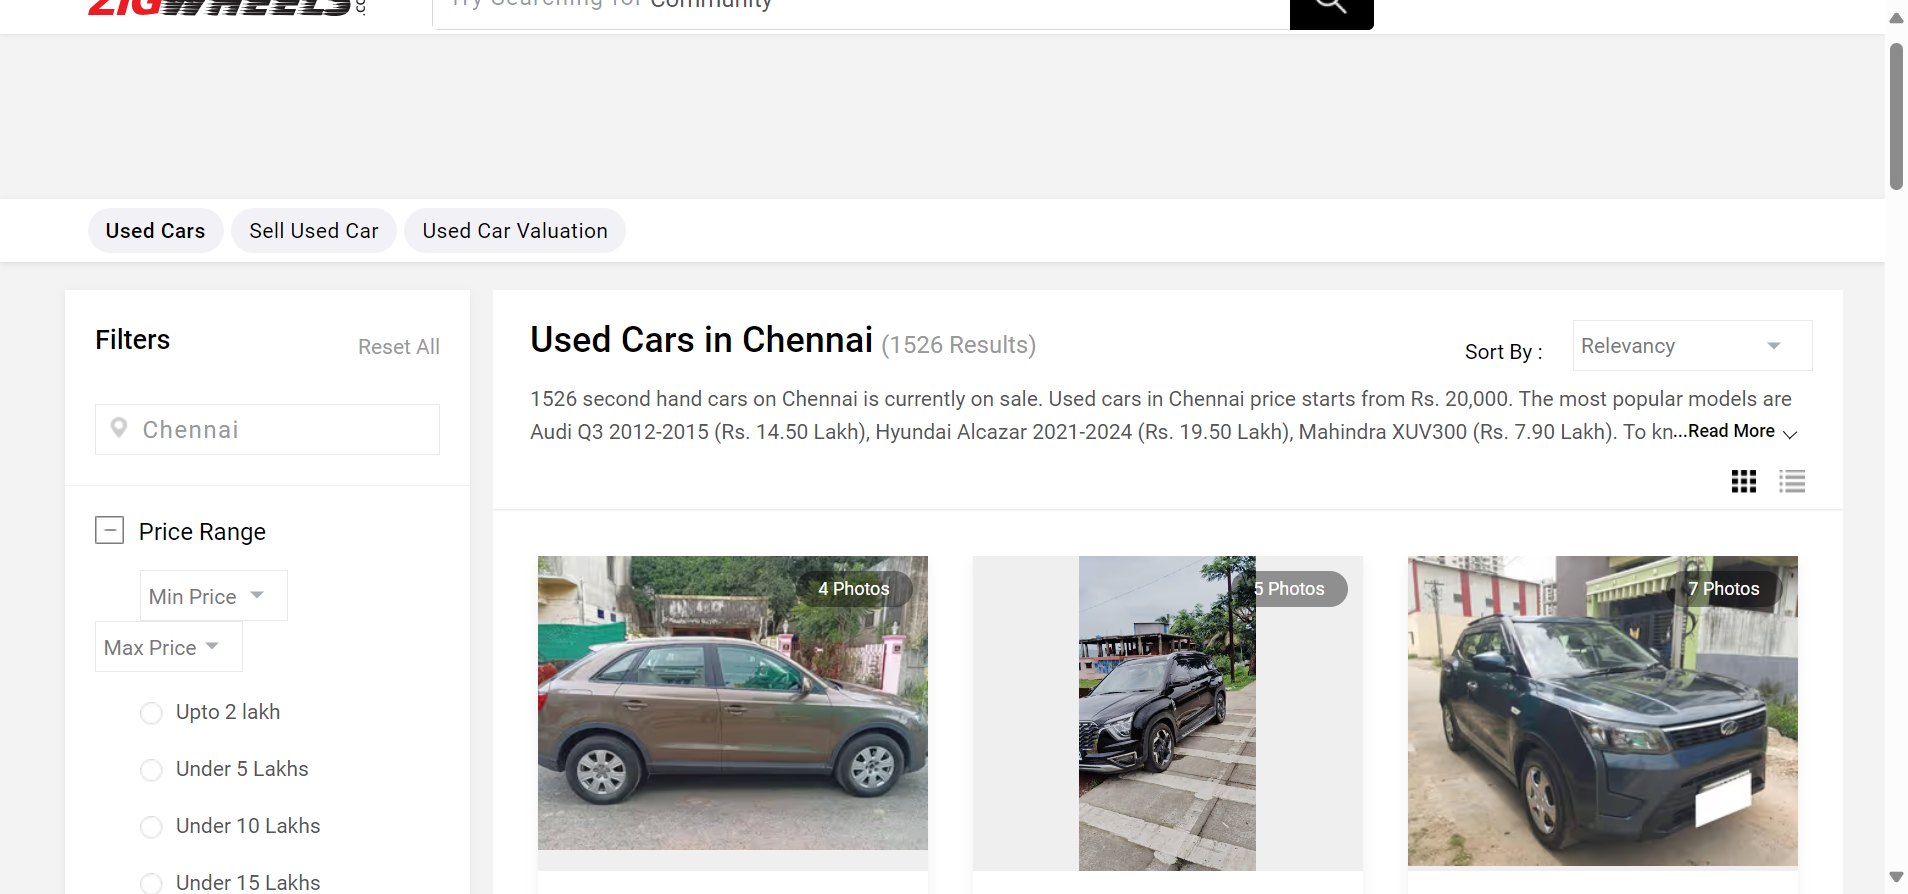 ZIGWHEELS.co
Try Searching for Community
Used Cars
Sell Used Car
Used Car Valuation
Filters
Reset All
Chennai
Price Range
Min Price
Max Price
Upto 2 lakh
Under 5 Lakhs
Under 10 Lakhs
Under 15 Lakhs
Used Cars in Chennai (1526 Results)
Sort By :
Relevancy
1526 second hand cars on Chennai is currently on sale. Used cars in Chennai price starts from Rs. 20,000. The most popular models are
Audi Q3 2012-2015 (Rs. 14.50 Lakh), Hyundai Alcazar 2021-2024 (Rs. 19.50 Lakh), Mahindra XUV300 (Rs. 7.90 Lakh). To kn...Read More
4 Photos
5 Photos
7 Photos